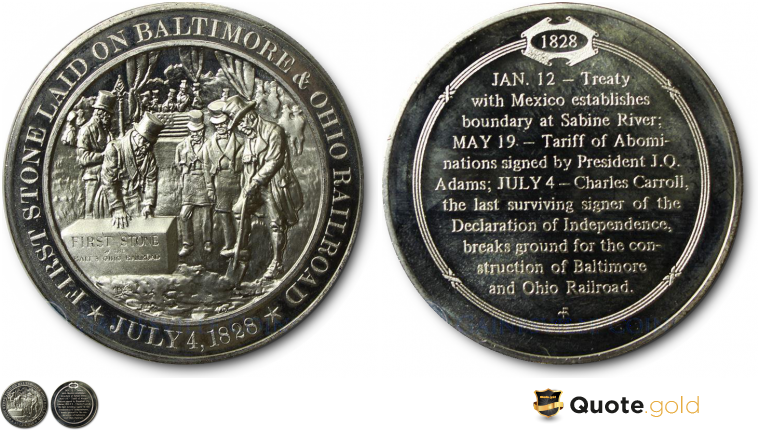 FIRST STONE LAID ON BALTIMORE & OHIO RAILROAD
★ JULY 4, 1828 ★
FIRST STONE
1828
JAN. 12 – Treaty
with Mexico establishes
boundary at Sabine River;
MAY 19 – Tariff of Abomi-
nations signed by President J.Q.
Adams; JULY 4 – Charles Carroll,
the last surviving signer of the
Declaration of Independence,
breaks ground for the con-
struction of Baltimore
and Ohio Railroad.
Quote.gold